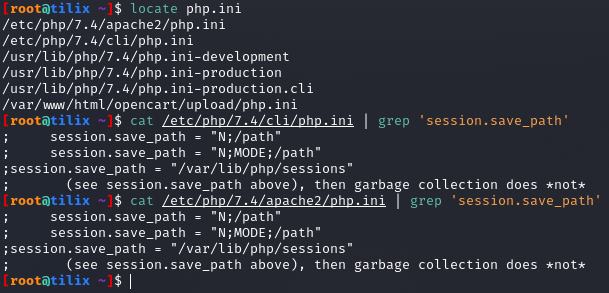 [root@tilix ~]$ locate php.ini
/etc/php/7.4/apache2/php.ini
/etc/php/7.4/cli/php.ini
/usr/lib/php/7.4/php.ini-development
/usr/lib/php/7.4/php.ini-production
/usr/lib/php/7.4/php.ini-production.cli
/var/www/html/opencart/upload/php.ini
[root@tilix ~]$ cat /etc/php/7.4/cli/php.ini | grep 'session.save_path'
;     session.save_path = "N;/path"
;     session.save_path = "N;MODE;/path"
;session.save_path = "/var/lib/php/sessions"
;       (see session.save_path above), then garbage collection does *not*
[root@tilix ~]$ cat /etc/php/7.4/apache2/php.ini | grep 'session.save_path'
;     session.save_path = "N;/path"
;     session.save_path = "N;MODE;/path"
;session.save_path = "/var/lib/php/sessions"
;       (see session.save_path above), then garbage collection does *not*
[root@tilix ~]$